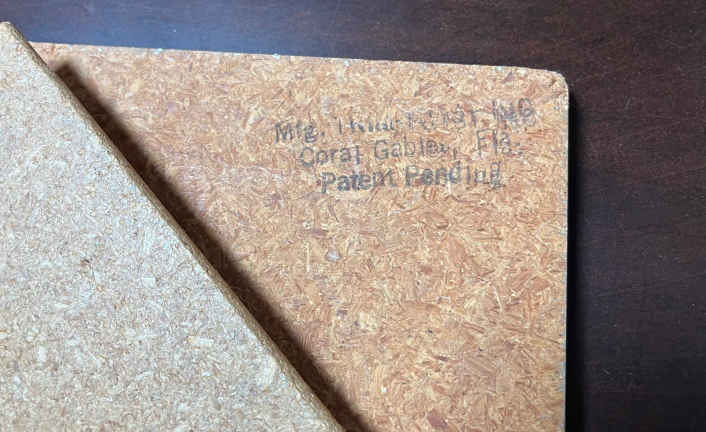 Mfg.
Coral Gables, Fla.
Patent Pending